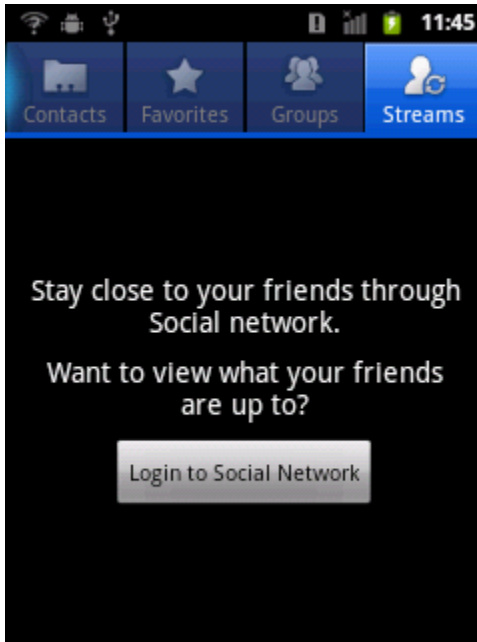 11:45
Contacts Favorites Groups Streams
Stay close to your friends through
Social network.
Want to view what your friends
are up to?
Login to Social Network